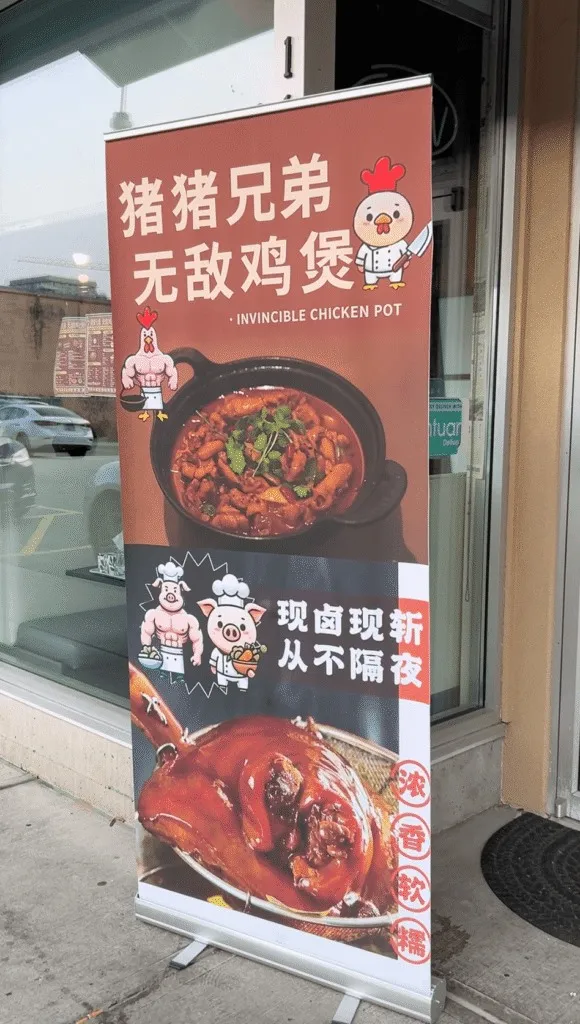 猪猪兄弟
无敌鸡煲
· INVINCIBLE CHICKEN POT
现卤现斩
从不隔夜
浓
香
软
糯